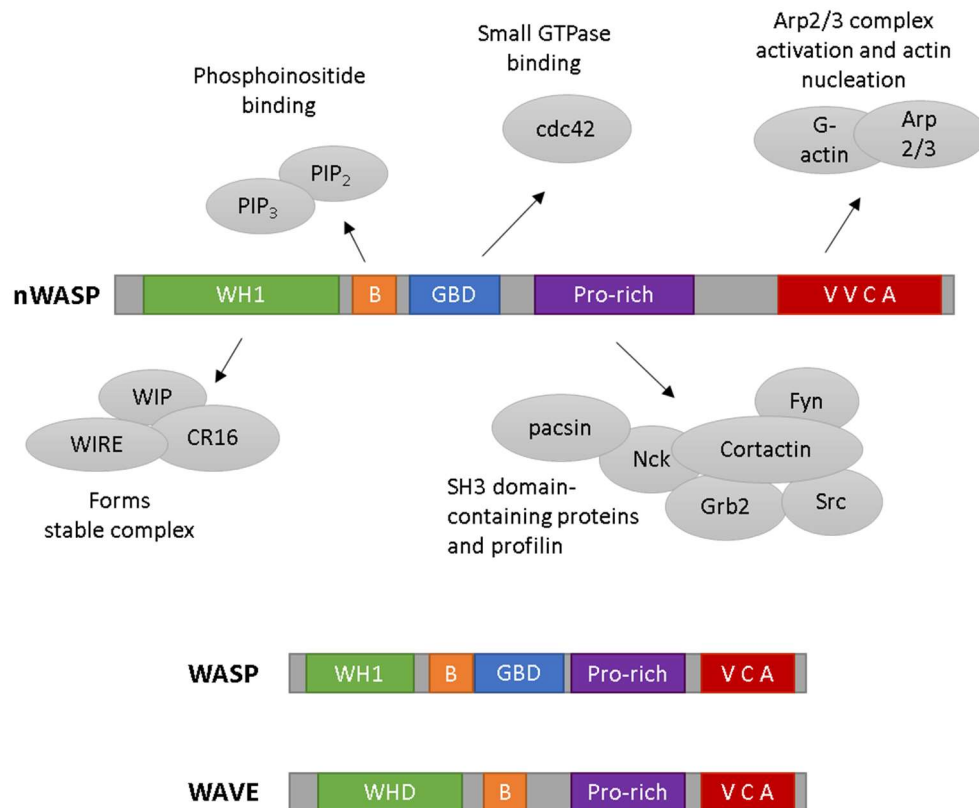 Phosphoinositide
binding
Small GTPase
binding
Arp2/3 complex
activation and actin
nucleation
PIP₃
PIP₂
cdc42
G-
actin
Arp
2/3
nWASP
WH1
B
GBD
Pro-rich
V V C A
WIP
WIRE
CR16
Forms
stable complex
pacsin
Nck
Cortactin
Fyn
Grb2
Src
SH3 domain-
containing proteins
and profilin
WASP
WH1
B
GBD
Pro-rich
V C A
WAVE
WHD
B
Pro-rich
V C A